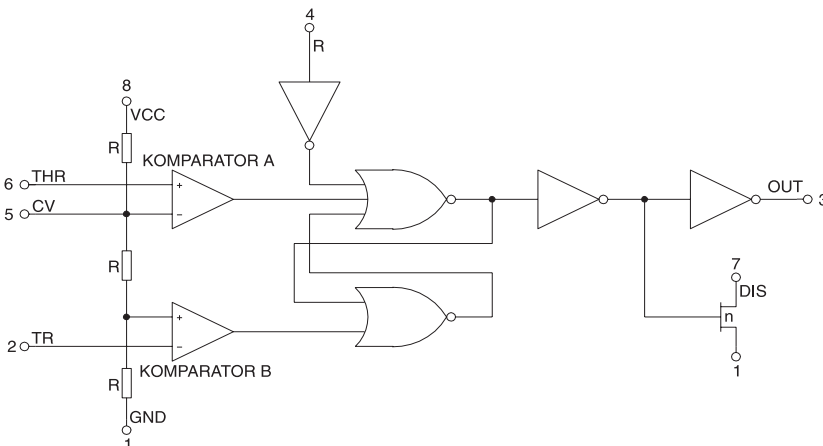 4
R
8
VCC
R
KOMPARATOR A
6 THR
+
5 CV
−
OUT
3
R
7
DIS
n
+
2 TR
−
1
KOMPARATOR B
R
GND
1